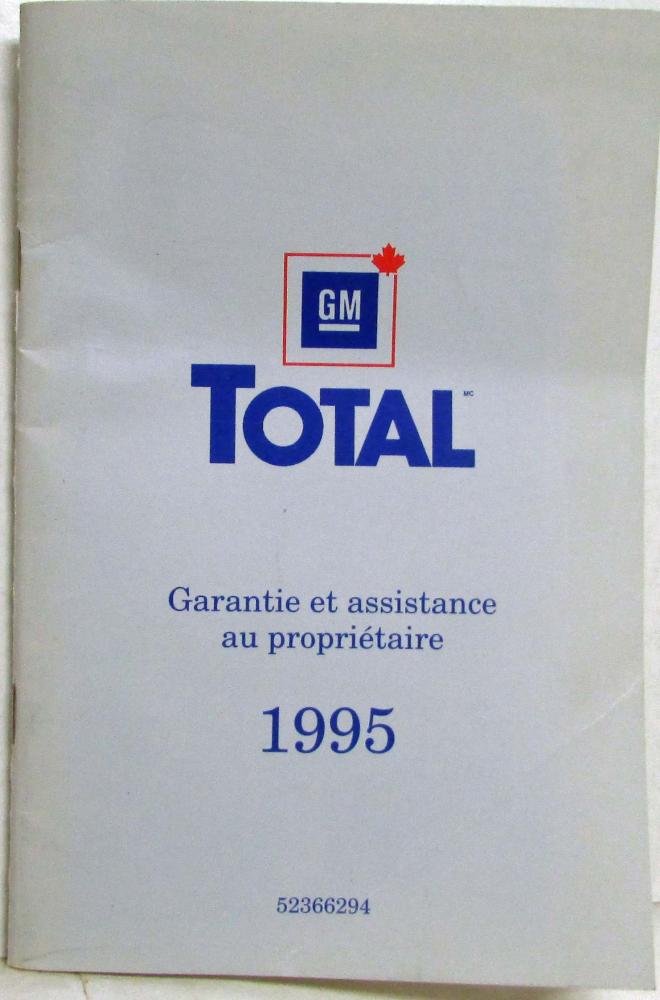 GM
TOTAL MC
Garantie et assistance
au propriétaire
1995
52366294